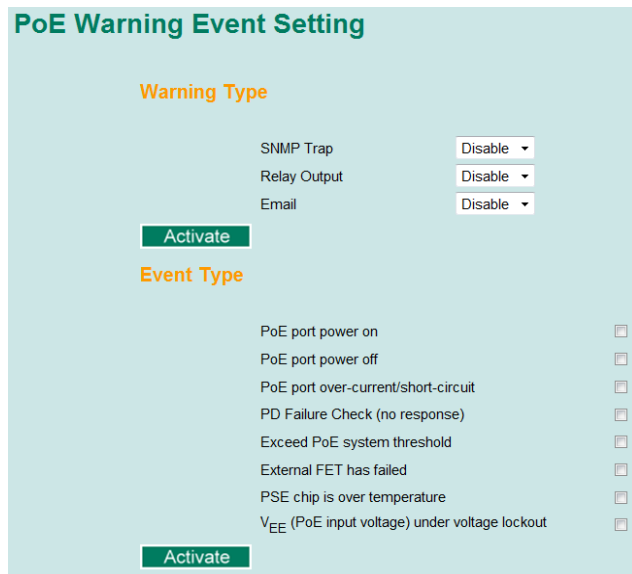 PoE Warning Event Setting
Warning Type
SNMP Trap Disable
Relay Output Disable
Email Disable
Activate
Event Type
PoE port power on
PoE port power off
PoE port over-current/short-circuit
PD Failure Check (no response)
Exceed PoE system threshold
External FET has failed
PSE chip is over temperature
VEE (PoE input voltage) under voltage lockout
Activate